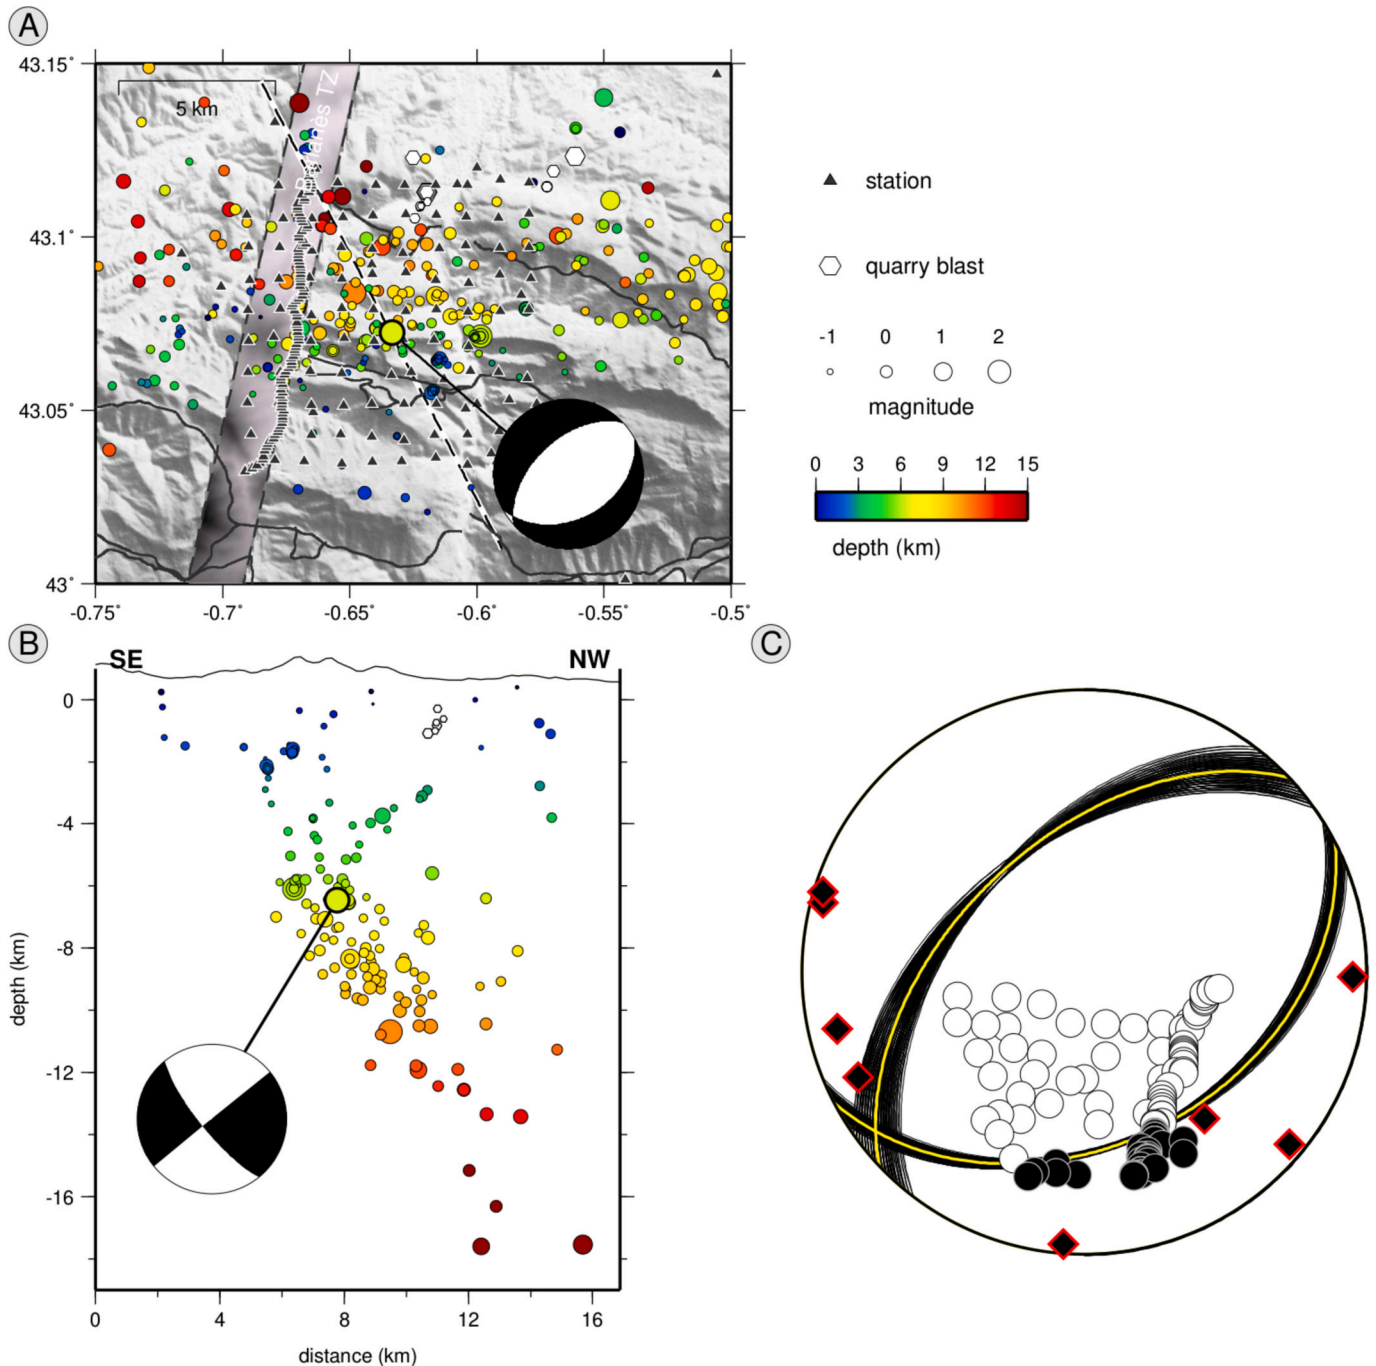 A
43.15°
43.1°
43.05°
43°
-0.75°
-0.7°
-0.65°
-0.6°
-0.55°
-0.5°
5 km
TZ
station
quarry blast
-1 0 1 2
magnitude
0 3 6 9 12 15
depth (km)
B
SE
NW
0
-4
-8
-12
-16
depth (km)
0 4 8 12 16
distance (km)
C